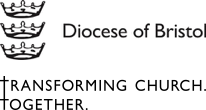 Diocese of Bristol
TRANSFORMING CHURCH.
TOGETHER.